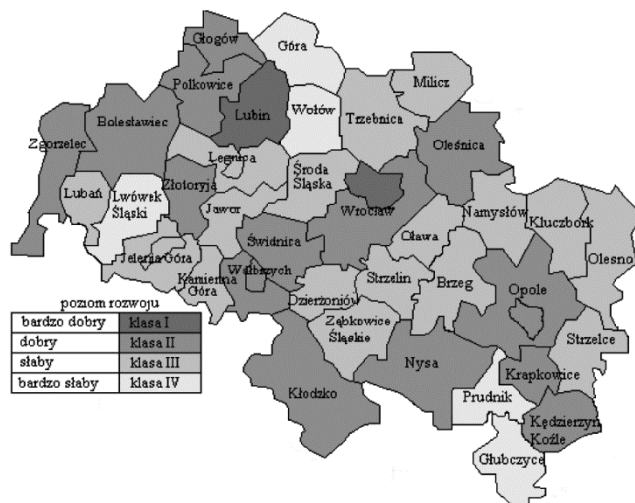 Głogów
Góra
Polkowice
Milicz
Lubin
Wołów
Trzebnica
Bolesławiec
Zgorzelec
Oleśnica
Legnica
Lubań
Złotoryja
Środa
Śląska
Lwówek
Śląski
Jawor
Wrocław
Namysłów
Kluczbork
Oława
Olesno
Świdnica
Jelenia Góra
Kamienna
Góra
Wałbrzych
Strzelin
Brzeg
Opole
Dzierżoniów
Ząbkowice
Śląskie
Strzelce
poziom rozwoju
bardzo dobry klasa I
dobry klasa II
słaby klasa III
bardzo słaby klasa IV
Kłodzko
Nysa
Krapkowice
Prudnik
Kędzierzyn
Koźle
Głubczyce